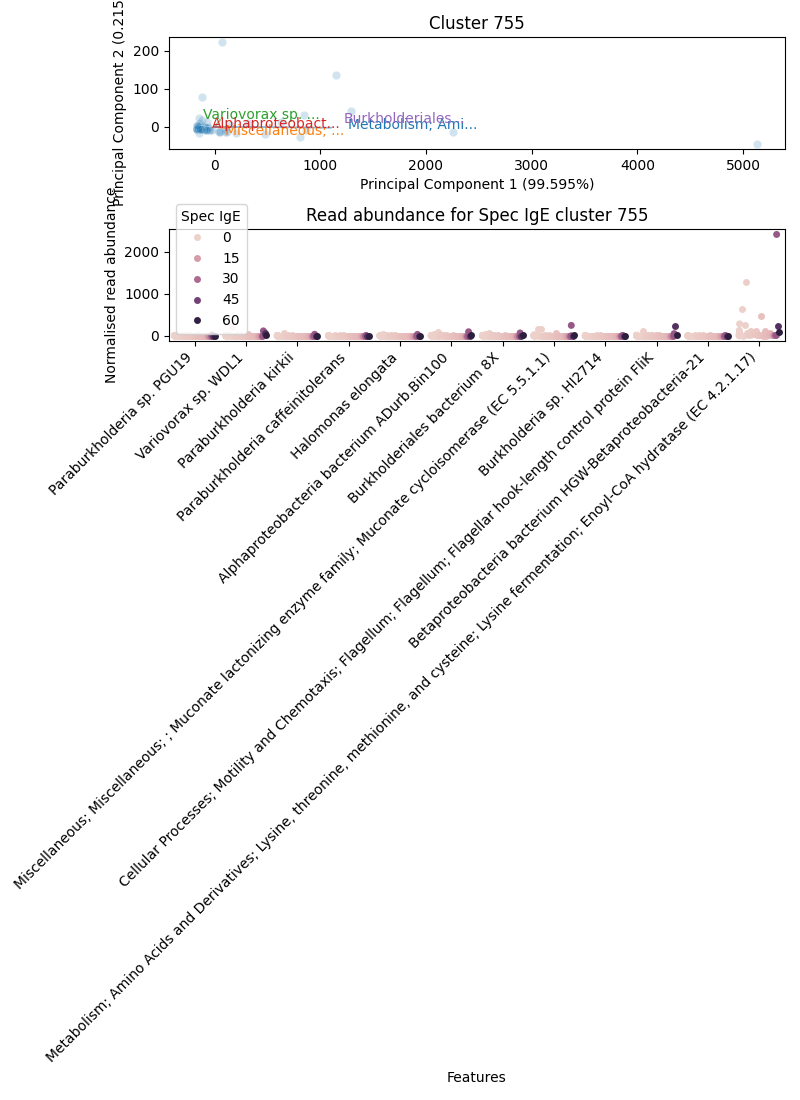 Cluster 755
Principal Component 2 (0.215
200
100
0
Variovorax sp. ...
Alphaproteobact...
Miscellaneous; ...
Burkholderiales...
Metabolism; Ami...
0
1000
2000
3000
4000
5000
Principal Component 1 (99.595%)
Read abundance for Spec IgE cluster 755
Normalised read abundance
2000
1000
0
Spec IgE
0
15
30
45
60
Paraburkholderia sp. PGU19
Variovorax sp. WDL1
Paraburkholderia kirkii
Paraburkholderia caffeinitolerans
Halomonas elongata
Alphaproteobacteria bacterium ADurb.Bin100
Burkholderiales bacterium 8X
Miscellaneous; Miscellaneous; ; Muconate lactonizing enzyme family; Muconate cycloisomerase (EC 5.5.1.1)
Burkholderia sp. HI2714
Cellular Processes; Motility and Chemotaxis; Flagellum; Flagellum; Flagellar hook-length control protein FliK
Betaproteobacteria bacterium HGW-Betaproteobacteria-21
Metabolism; Amino Acids and Derivatives; Lysine, threonine, methionine, and cysteine; Lysine fermentation; Enoyl-CoA hydratase (EC 4.2.1.17)
Features